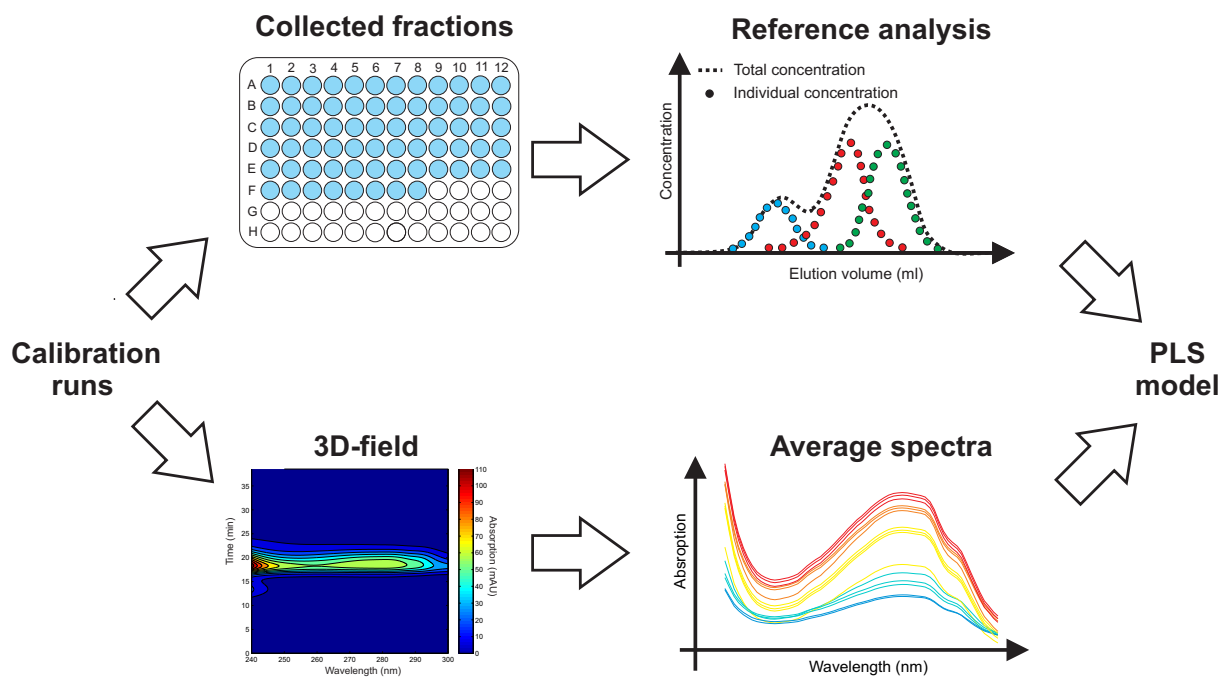 Collected fractions
1 2 3 4 5 6 7 8 9 10 11 12
A
B
C
D
E
F
G
H
Reference analysis
Total concentration
Individual concentration
Concentration
Elution volume (ml)
Calibration
runs
PLS
model
3D-field
Time (min)
35
30
25
20
15
10
5
0
240 250 260 270 280 290 300
Wavelength (nm)
110
100
90
80
70
60
50
40
30
20
10
0
Absorption (mAU)
Average spectra
Absroption
Wavelength (nm)